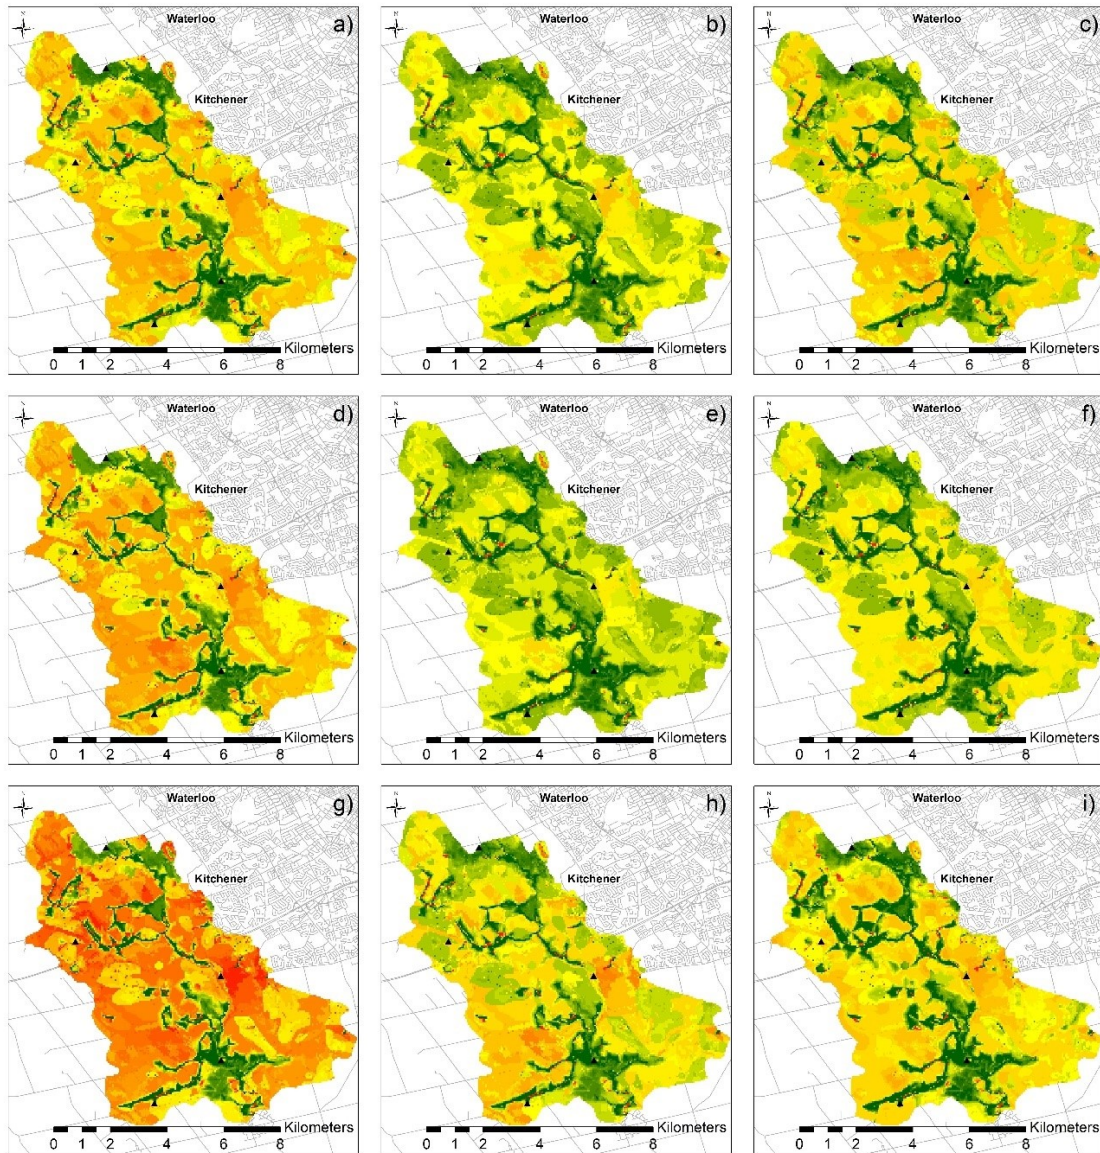 Waterloo a)
N
Kitchener
Kilometers
0 1 2 4 6 8
Waterloo b)
N
Kitchener
Kilometers
0 1 2 4 6 8
Waterloo c)
N
Kitchener
Kilometers
0 1 2 4 6 8
Waterloo d)
N
Kitchener
Kilometers
0 1 2 4 6 8
Waterloo e)
N
Kitchener
Kilometers
0 1 2 4 6 8
Waterloo f)
N
Kitchener
Kilometers
0 1 2 4 6 8
Waterloo g)
N
Kitchener
Kilometers
0 1 2 4 6 8
Waterloo h)
N
Kitchener
Kilometers
0 1 2 4 6 8
Waterloo i)
N
Kitchener
Kilometers
0 1 2 4 6 8